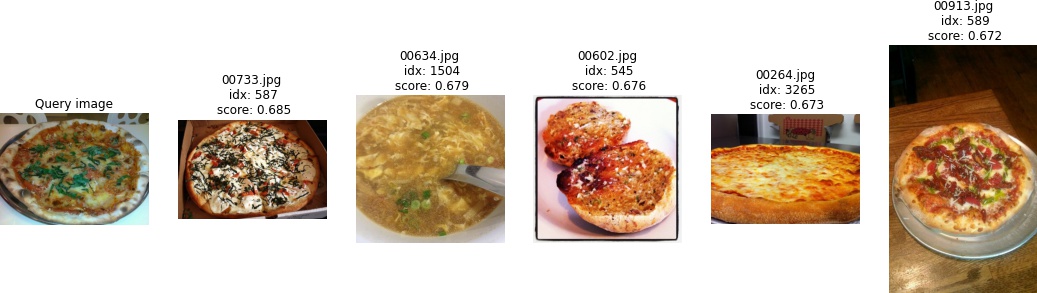 Query image
00733.jpg
idx: 587
score: 0.685
00634.jpg
idx: 1504
score: 0.679
00602.jpg
idx: 545
score: 0.676
00264.jpg
idx: 3265
score: 0.673
00913.jpg
idx: 589
score: 0.672